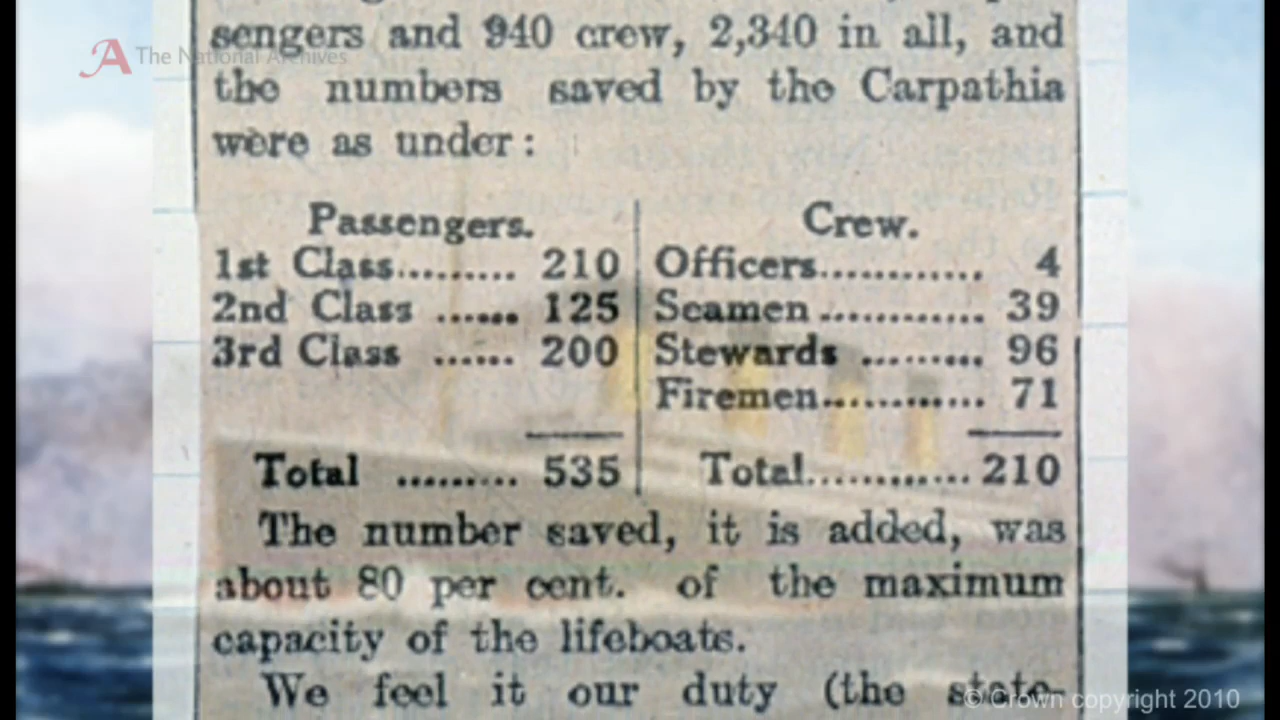 The National Archives
sengers and 940 crew, 2,340 in all, and
the numbers saved by the Carpathia
were as under:
Passengers.
1st Class......... 210
2nd Class ...... 125
3rd Class ...... 200
Total ......... 535
Crew.
Officers............ 4
Seamen ............ 39
Stewards ......... 96
Firemen............ 71
Total............ 210
The number saved, it is added, was
about 80 per cent. of the maximum
capacity of the lifeboats.
We feel it our duty (the state-
© Crown copyright 2010